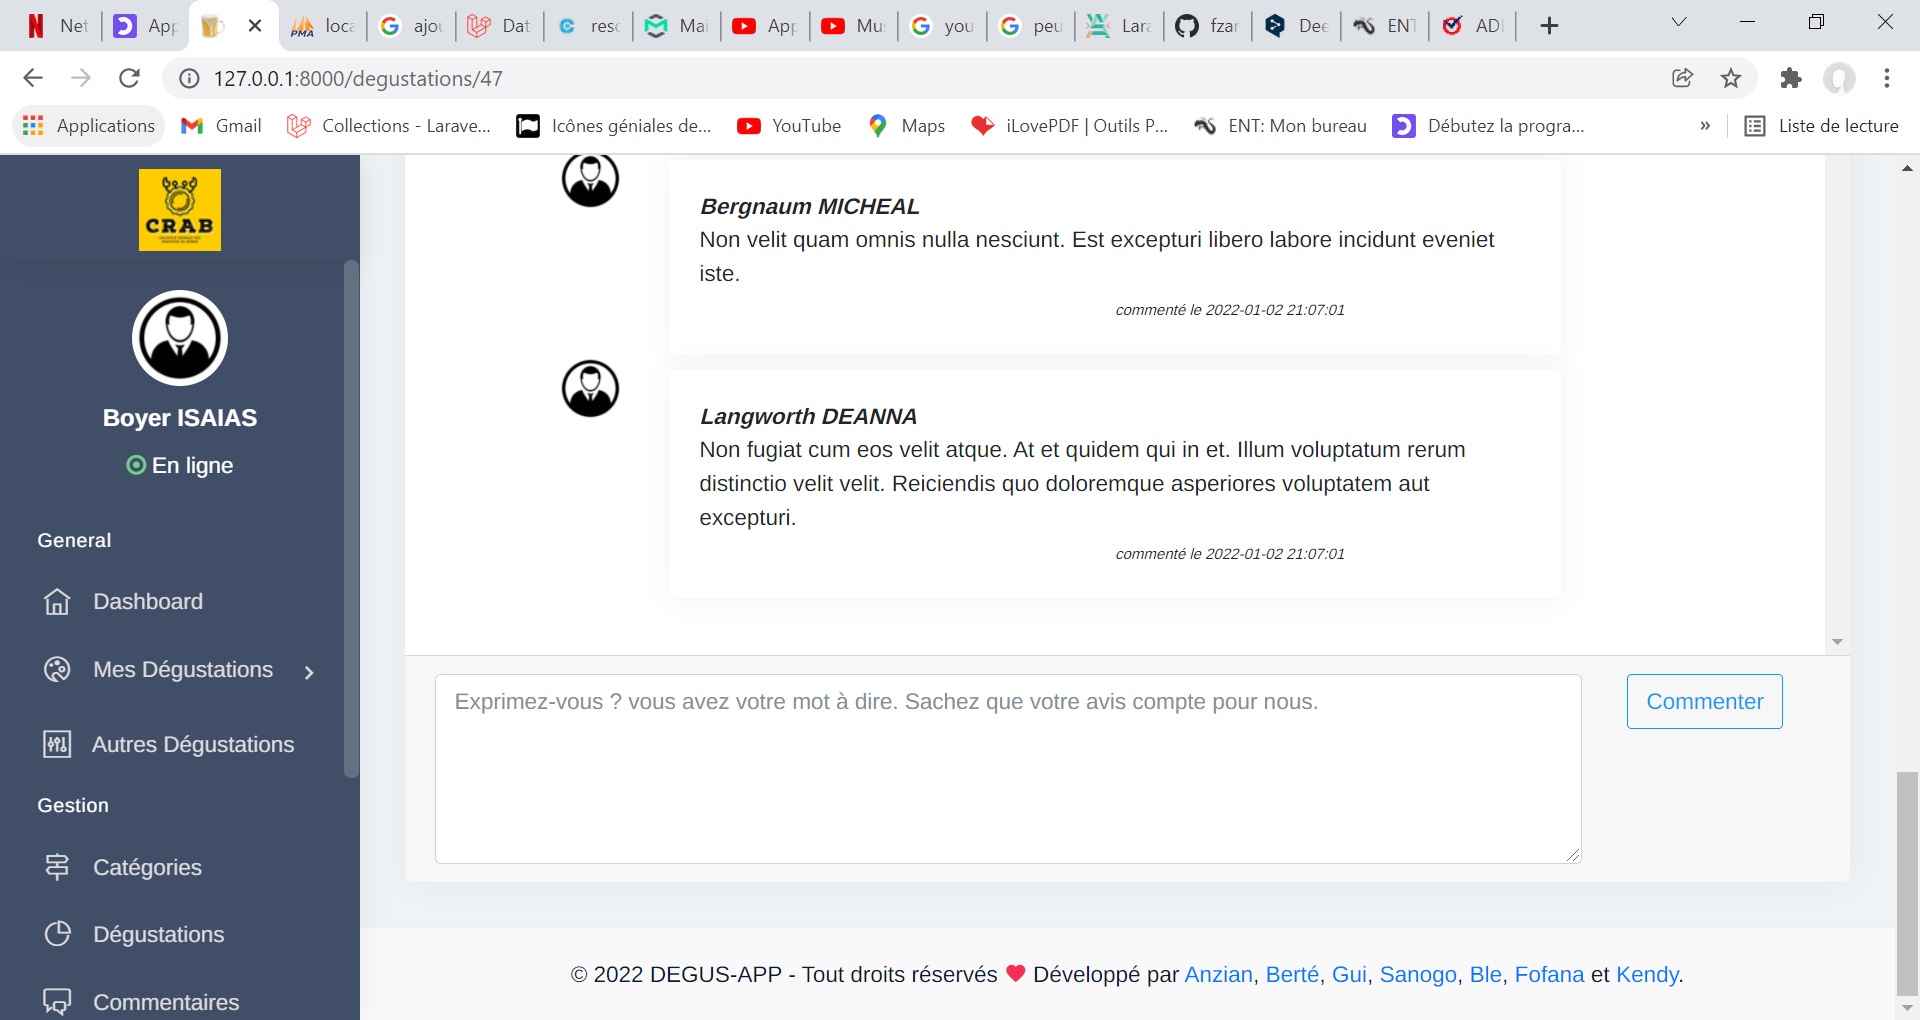 Net
App
loca
ajou
Dat
reso
Mai
App
Mus
you
peu
Lara
fzar
Dee
ENT
ADE
127.0.0.1:8000/degustations/47
Applications
Gmail
Collections - Larave...
Icônes géniales de...
YouTube
Maps
iLovePDF | Outils P...
ENT: Mon bureau
Débutez la progra...
»
Liste de lecture
CRAB
Boyer ISAIAS
En ligne
General
Dashboard
Mes Dégustations
Autres Dégustations
Gestion
Catégories
Dégustations
Commentaires
Bergnaum MICHEAL
Non velit quam omnis nulla nesciunt. Est excepturi libero labore incidunt eveniet
iste.
commenté le 2022-01-02 21:07:01
Langworth DEANNA
Non fugiat cum eos velit atque. At et quidem qui in et. Illum voluptatum rerum
distinctio velit velit. Reiciendis quo doloremque asperiores voluptatem aut
excepturi.
commenté le 2022-01-02 21:07:01
Exprimez-vous ? vous avez votre mot à dire. Sachez que votre avis compte pour nous.
Commenter
© 2022 DEGUS-APP - Tout droits réservés ❤ Développé par Anzian, Berté, Gui, Sanogo, Ble, Fofana et Kendy.